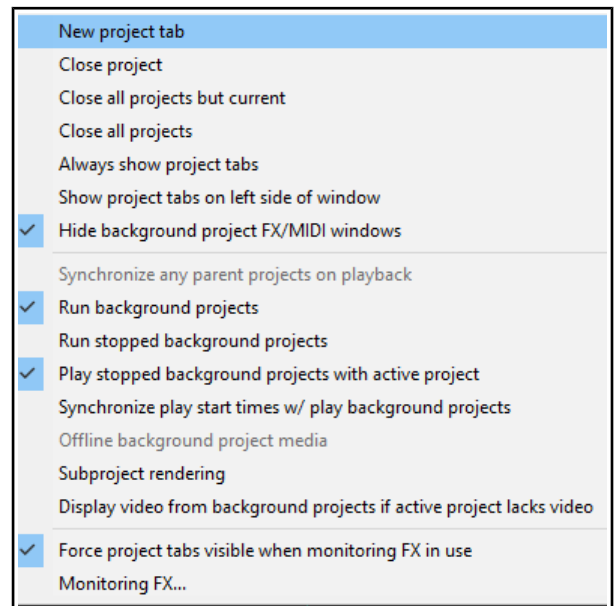 New project tab
Close project
Close all projects but current
Close all projects
Always show project tabs
Show project tabs on left side of window
Hide background project FX/MIDI windows
Synchronize any parent projects on playback
Run background projects
Run stopped background projects
Play stopped background projects with active project
Synchronize play start times w/ play background projects
Offline background project media
Subproject rendering
Display video from background projects if active project lacks video
Force project tabs visible when monitoring FX in use
Monitoring FX...